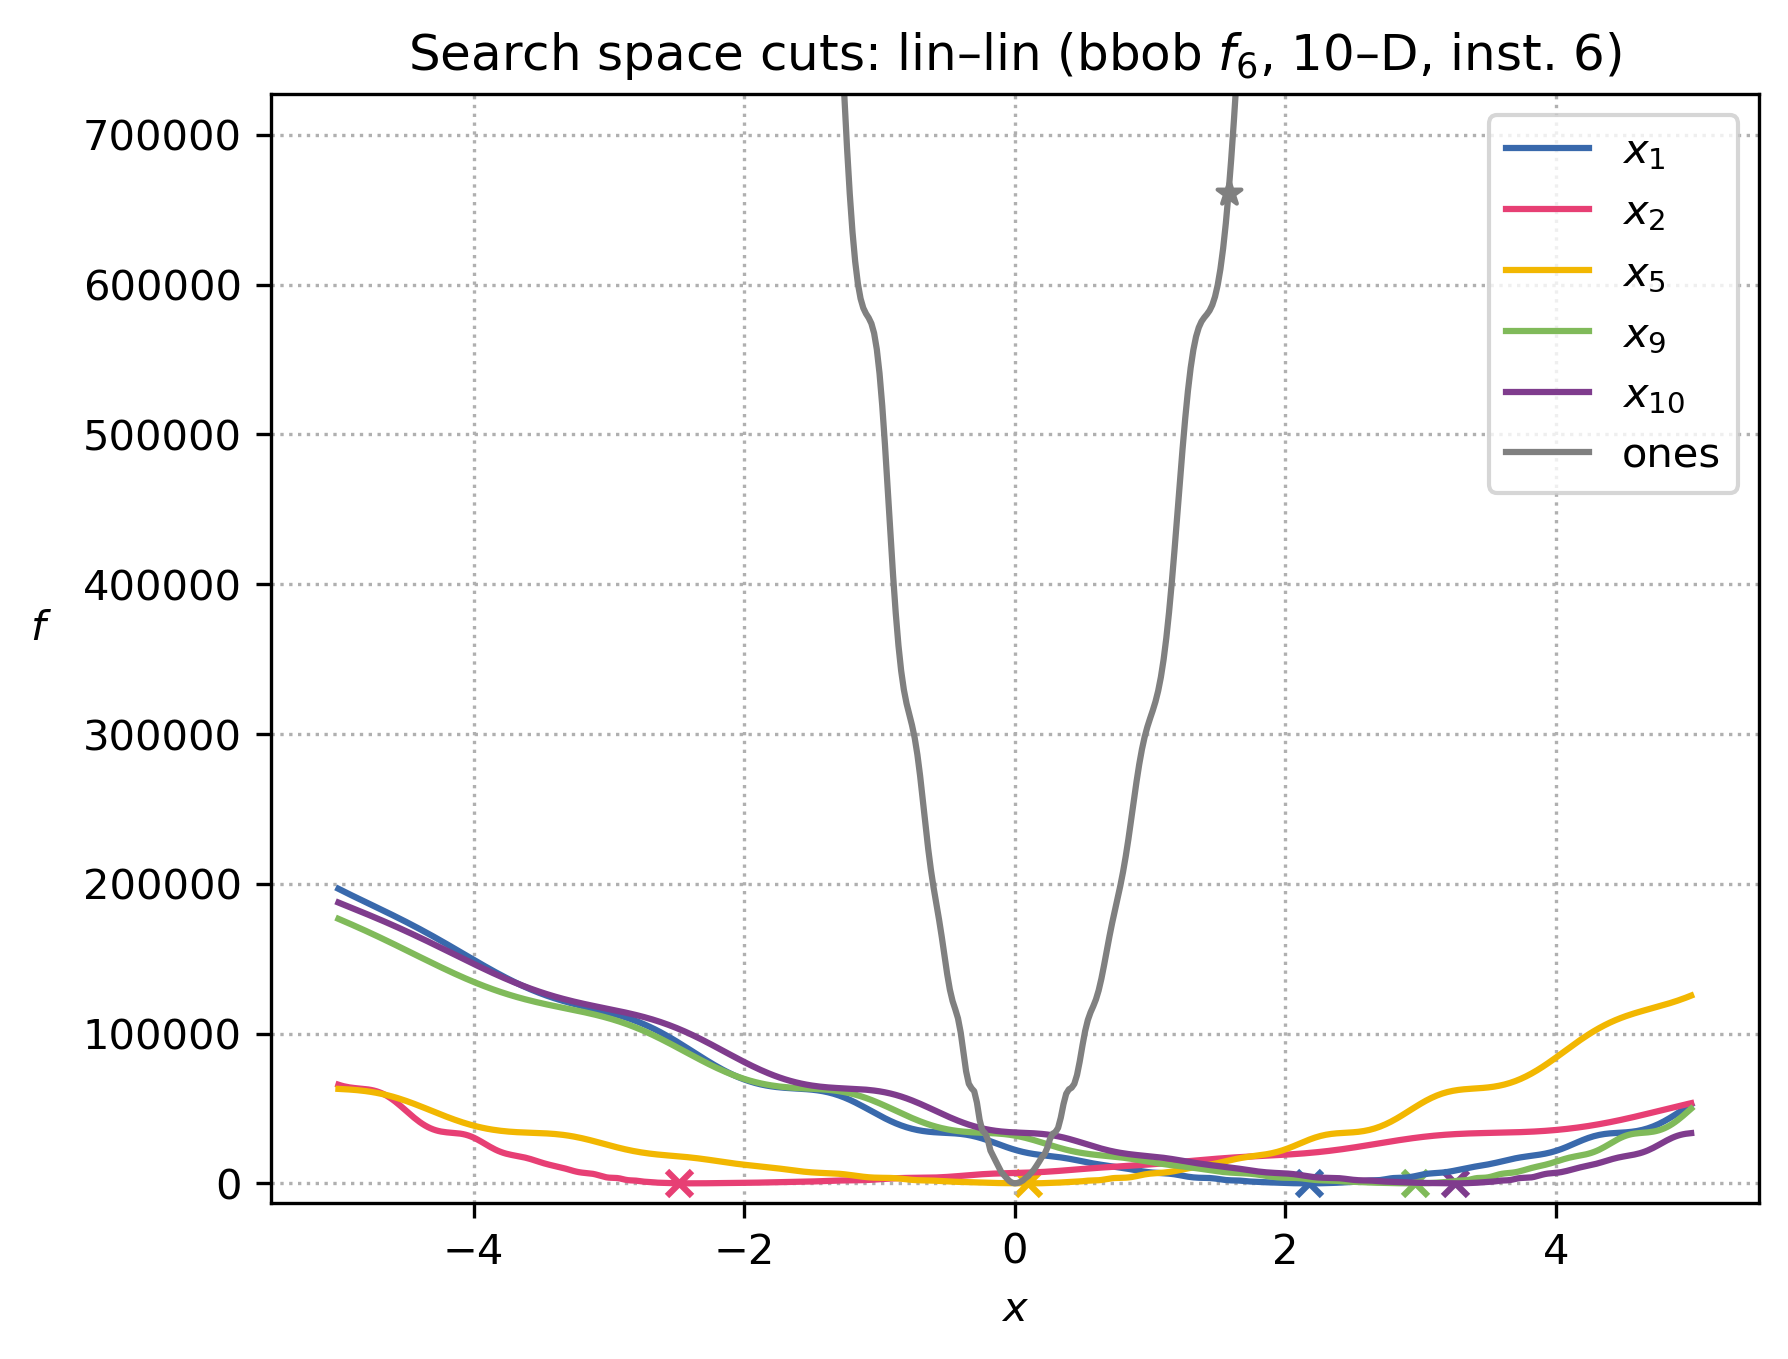 Search space cuts: lin–lin (bbob f₆, 10–D, inst. 6)
700000
600000
500000
400000
300000
200000
100000
0
f
−4 −2 0 2 4
x
x₁
x₂
x₅
x₉
x₁₀
ones